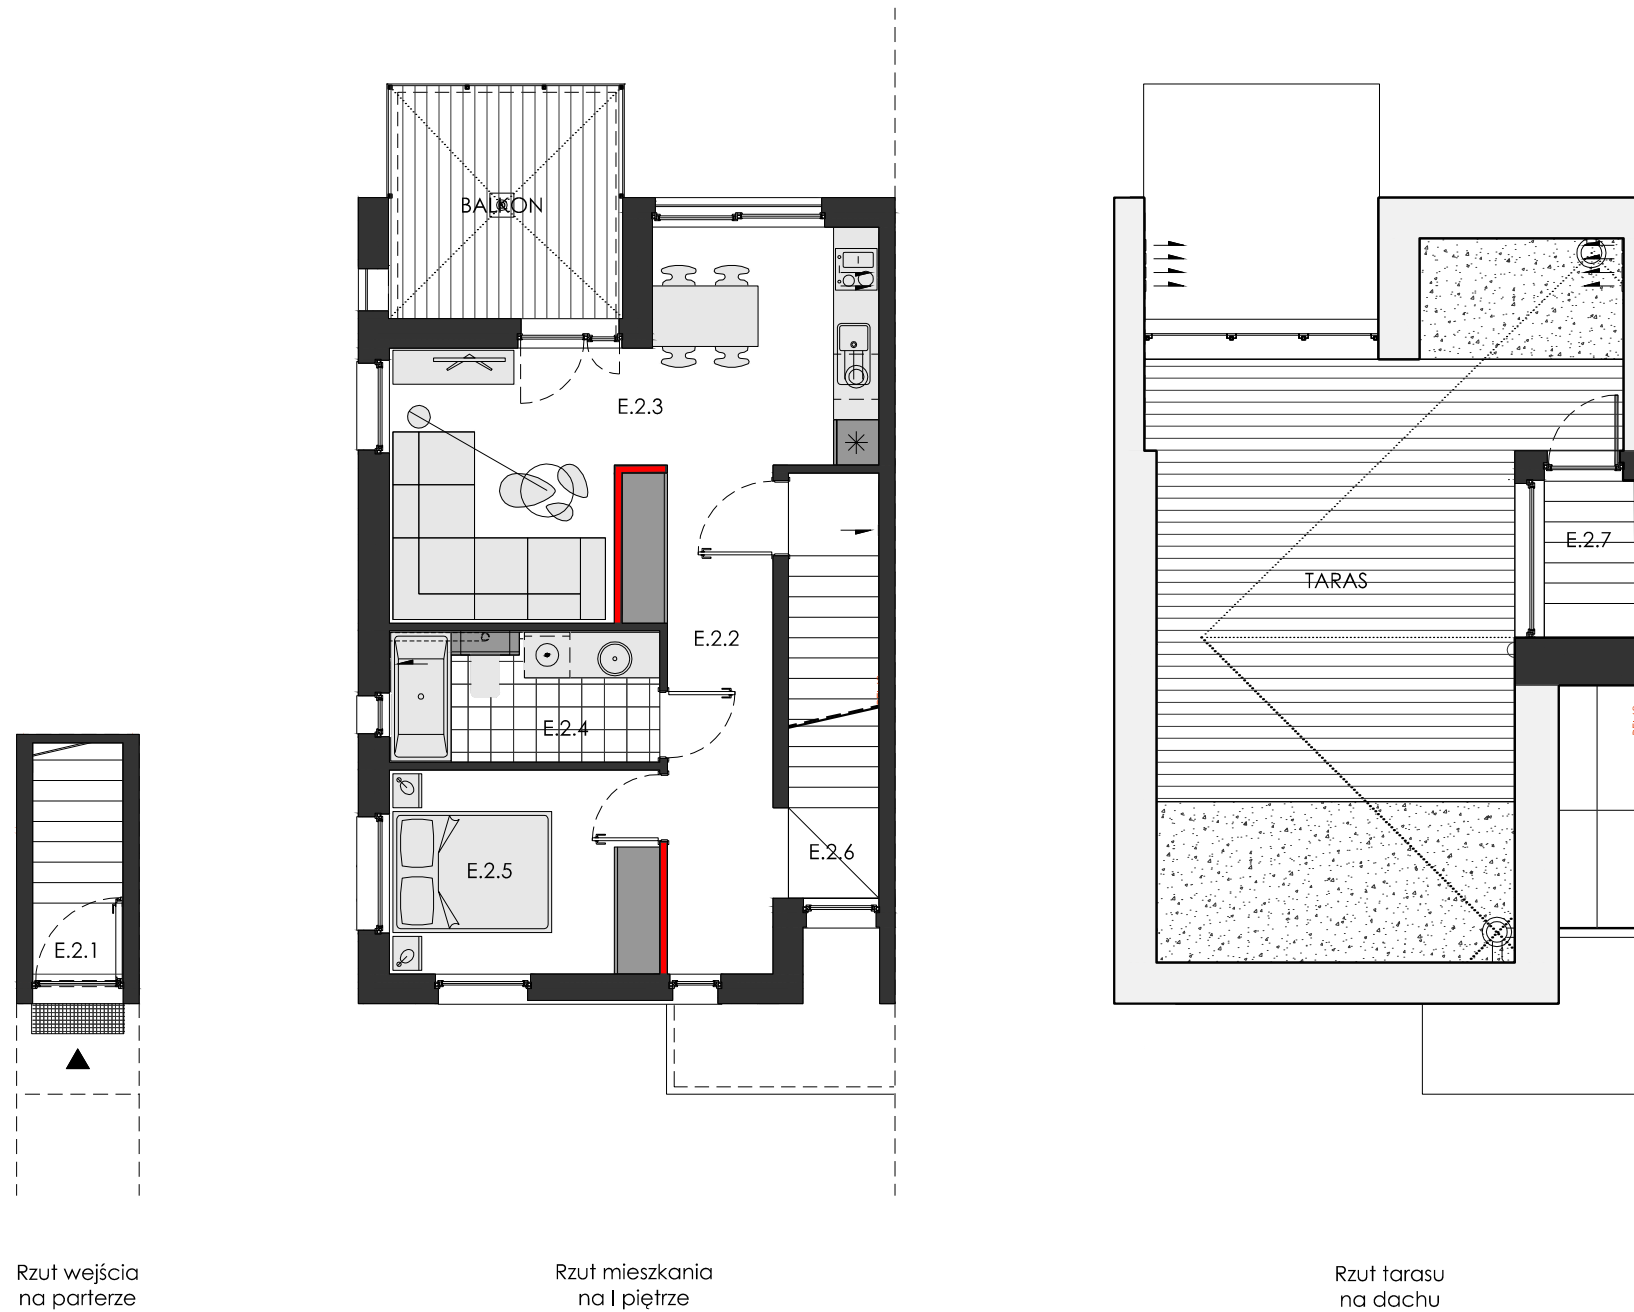 BALKON
E.2.3
E.2.2
E.2.4
E.2.5
E.2.6
E.2.1
TARAS
E.2.7
Rzut wejścia
na parterze
Rzut mieszkania
na I piętrze
Rzut tarasu
na dachu